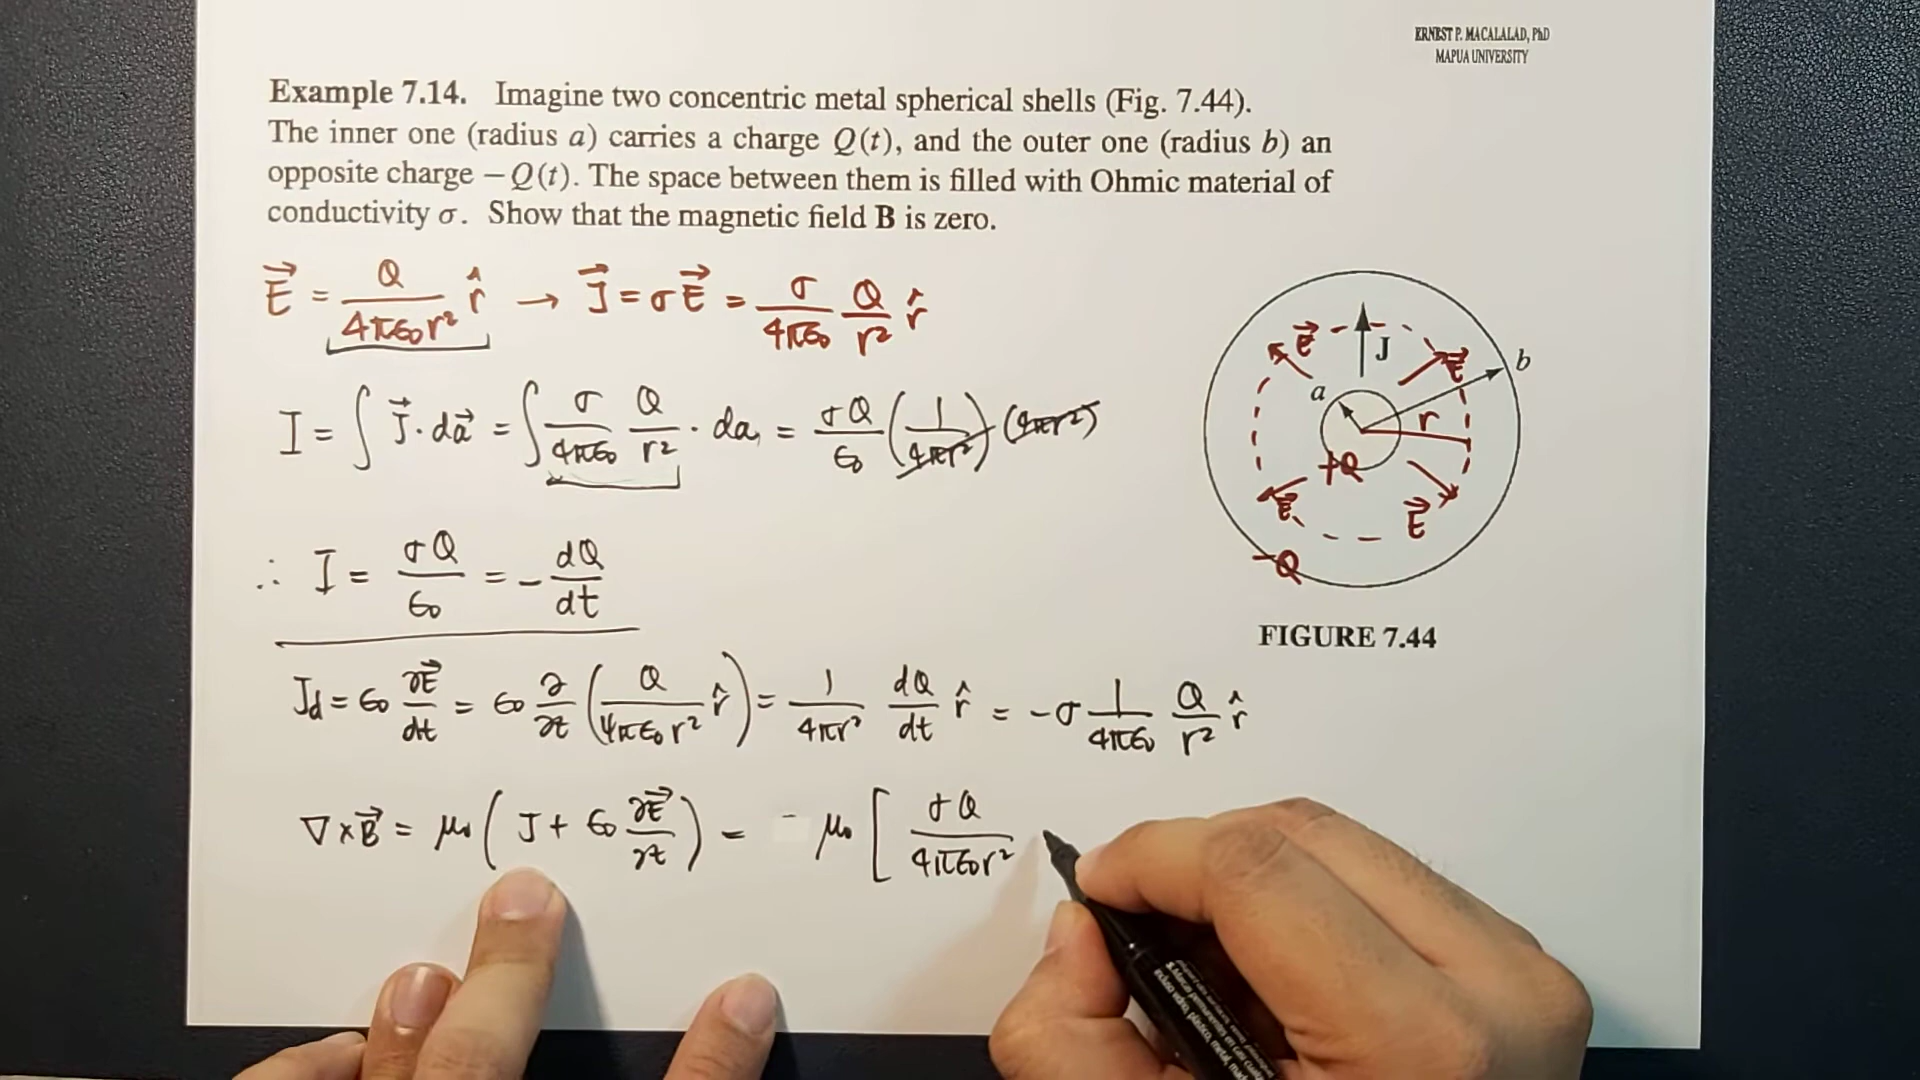 ERNEST P. MACALALAD, PhD
MAPUA UNIVERSITY
Example 7.14. Imagine two concentric metal spherical shells (Fig. 7.44).
The inner one (radius a) carries a charge Q(t), and the outer one (radius b) an
opposite charge −Q(t). The space between them is filled with Ohmic material of
conductivity σ. Show that the magnetic field B is zero.
E⃗ = Q/(4πε₀r²) r̂ → J⃗ = σE⃗ = σ/(4πε₀) Q/r² r̂
I = ∫ J⃗ · da⃗ = ∫ σ/(4πε₀) Q/r² · da, = σQ/ε₀ (1/(4πr²)) (4πr²)
∴ I = σQ/ε₀ = − dQ/dt
J_d = ε₀ ∂E⃗/dt = ε₀ ∂/∂t (Q/(4πε₀r²) r̂) = 1/(4πr²) dQ/dt r̂ = −σ 1/(4πε₀) Q/r² r̂
∇×B⃗ = μ₀ (J + ε₀ ∂E⃗/∂t) = μ₀ [σQ/(4πε₀r²)
E⃗ J E⃗ b
a r
+Q
E⃗ E⃗
−Q
FIGURE 7.44